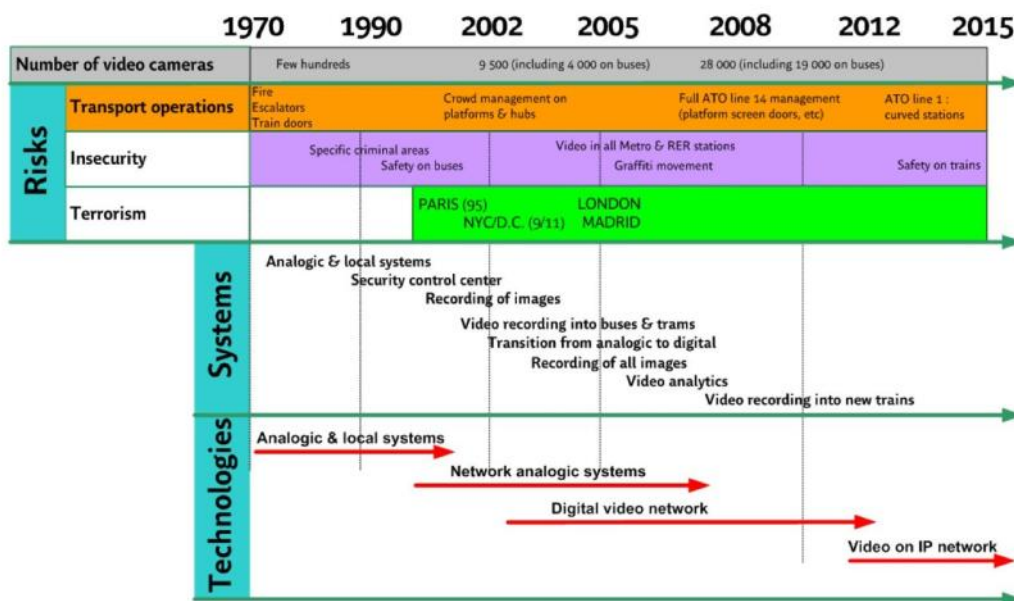 1970 1990 2002 2005 2008 2012 2015
Number of video cameras Few hundreds 9 500 (including 4 000 on buses) 28 000 (including 19 000 on buses)
Risks
Transport operations
Fire
Escalators
Train doors
Crowd management on
platforms & hubs
Full ATO line 14 management
(platform screen doors, etc)
ATO line 1 :
curved stations
Insecurity
Specific criminal areas
Safety on buses
Video in all Metro & RER stations
Graffiti movement
Safety on trains
Terrorism
PARIS (95)
NYC/D.C. (9/11)
LONDON
MADRID
Systems
Analogic & local systems
Security control center
Recording of images
Video recording into buses & trams
Transition from analogic to digital
Recording of all images
Video analytics
Video recording into new trains
Technologies
Analogic & local systems
Network analogic systems
Digital video network
Video on IP network